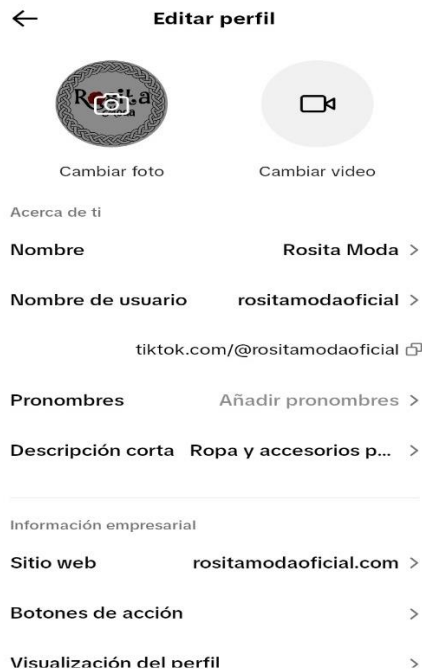 Editar perfil
Rosita
Moda
Cambiar foto
Cambiar video
Acerca de ti
Nombre
Rosita Moda
Nombre de usuario
rositamodaoficial
tiktok.com/@rositamodaoficial
Pronombres
Añadir pronombres
Descripción corta
Ropa y accesorios p...
Información empresarial
Sitio web
rositamodaoficial.com
Botones de acción
Visualización del perfil